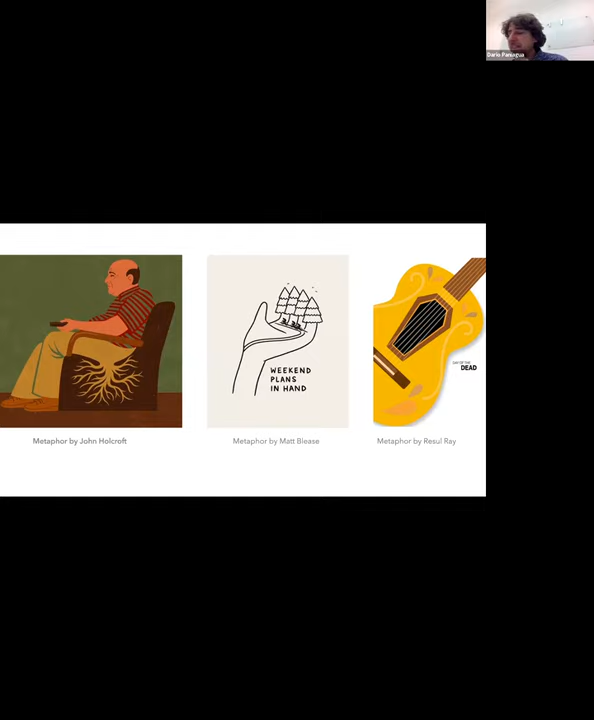 Dario Paniagua
WEEKEND
PLANS
IN HAND
DAY OF THE
DEAD
Metaphor by John Holcroft
Metaphor by Matt Blease
Metaphor by Resul Ray